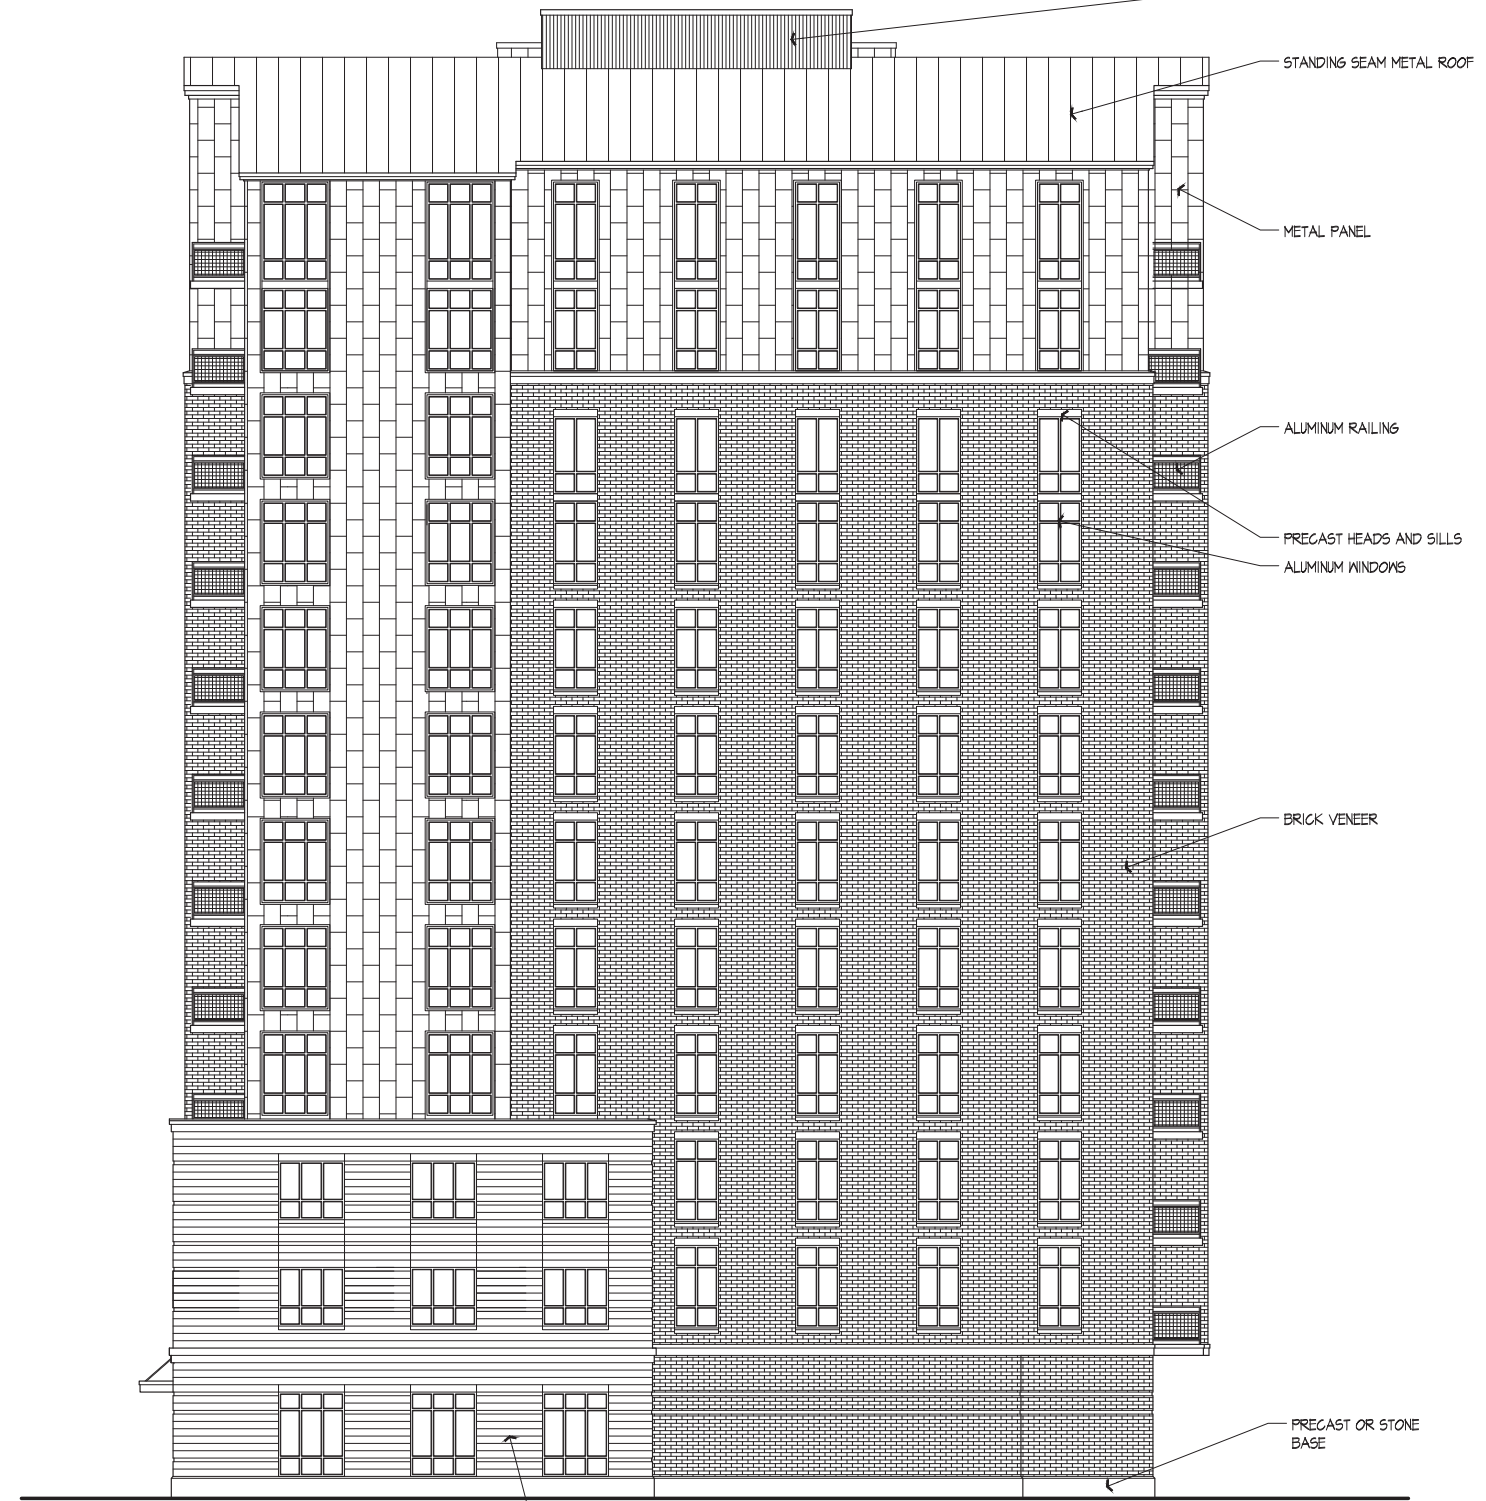 STANDING SEAM METAL ROOF
METAL PANEL
ALUMINUM RAILING
PRECAST HEADS AND SILLS
ALUMINUM WINDOWS
BRICK VENEER
PRECAST OR STONE
BASE